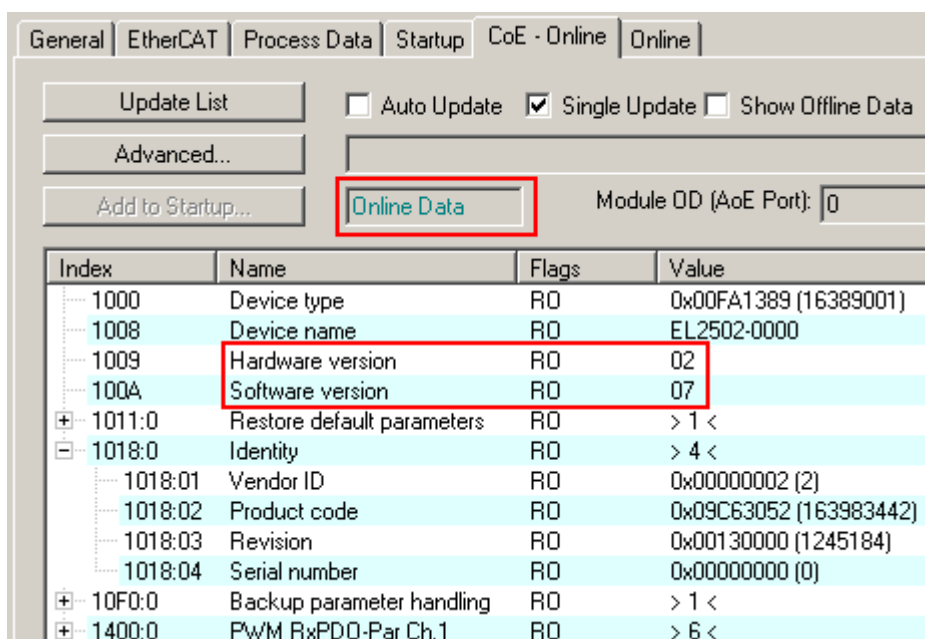 General EtherCAT Process Data Startup CoE - Online Online
Update List Auto Update Single Update Show Offline Data
Advanced...
Add to Startup... Online Data Module OD (AoE Port): 0
Index Name Flags Value
1000 Device type RO 0x00FA1389 (16389001)
1008 Device name RO EL2502-0000
1009 Hardware version RO 02
100A Software version RO 07
1011:0 Restore default parameters RO > 1 <
1018:0 Identity RO > 4 <
1018:01 Vendor ID RO 0x00000002 (2)
1018:02 Product code RO 0x09C63052 (163983442)
1018:03 Revision RO 0x00130000 (1245184)
1018:04 Serial number RO 0x00000000 (0)
10F0:0 Backup parameter handling RO > 1 <
1400:0 PWM RxPDO-Par Ch.1 RO > 6 <